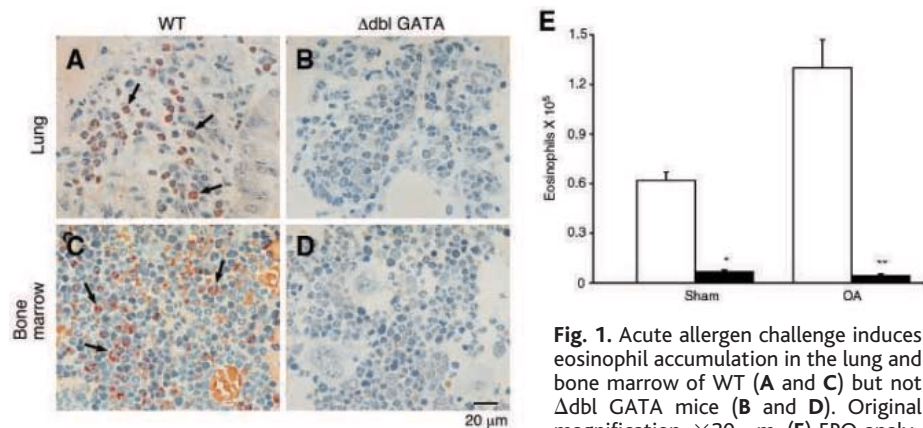 WT
Δdbl GATA
A
B
Lung
C
D
Bone
marrow
20 μm
E
Eosinophils X 10⁵
1.5
1.2
0.9
0.6
0.3
0
*
**
Sham
OA
Fig. 1. Acute allergen challenge induces
eosinophil accumulation in the lung and
bone marrow of WT (A and C) but not
Δdbl GATA mice (B and D). Original